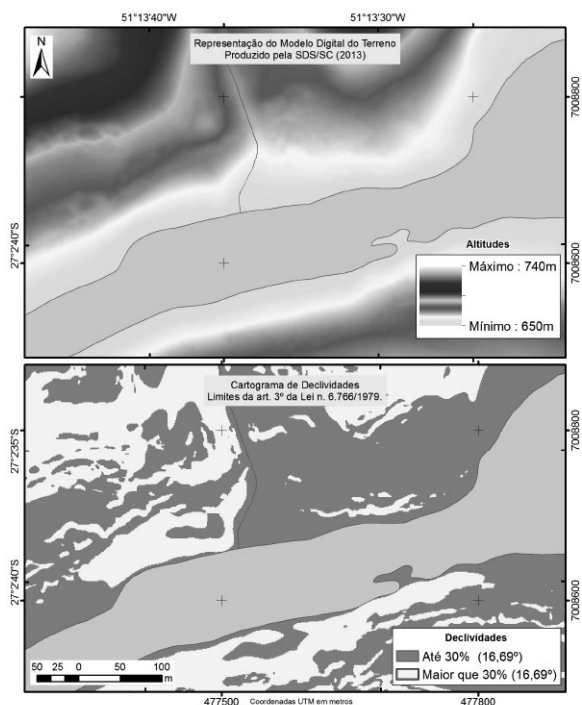 51°13'40"W
51°13'30"W
N
Representação do Modelo Digital do Terreno
Produzido pela SDS/SC (2013)
7008800
27°2'40"S
7008600
Altitudes
Máximo : 740m
Mínimo : 650m
Cartograma de Declividades
Limites da art. 3º da Lei n. 6.766/1979.
27°2'35"S
7008800
27°2'40"S
7008600
Declividades
Até 30% (16,69º)
Maior que 30% (16,69º)
50 25 0 50 100
m
477500
Coordenadas UTM em metros
477800